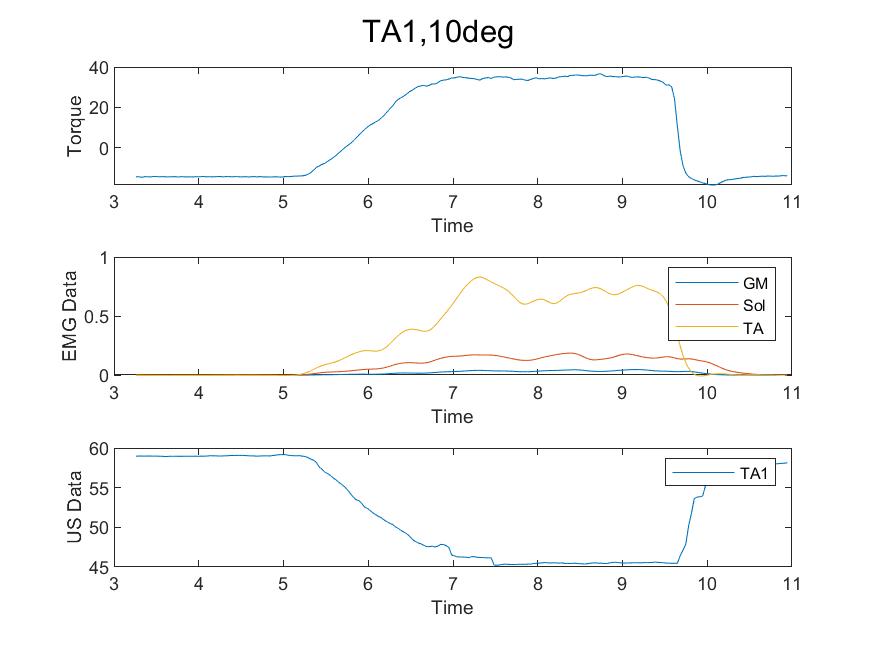 TA1,10deg
40
20
0
Torque
3 4 5 6 7 8 9 10 11
Time
1
0.5
0
EMG Data
GM
Sol
TA
3 4 5 6 7 8 9 10 11
Time
60
55
50
45
US Data
TA1
3 4 5 6 7 8 9 10 11
Time